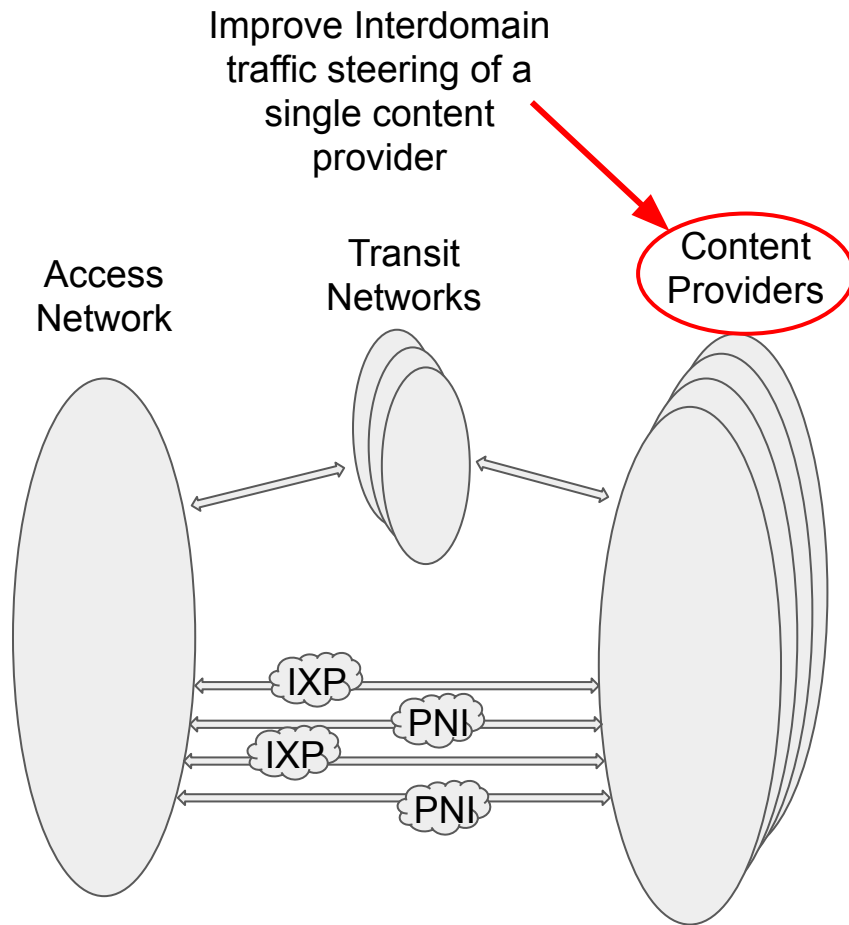 Improve Interdomain
traffic steering of a
single content
provider
Access
Network
Transit
Networks
Content
Providers
IXP
PNI
IXP
PNI